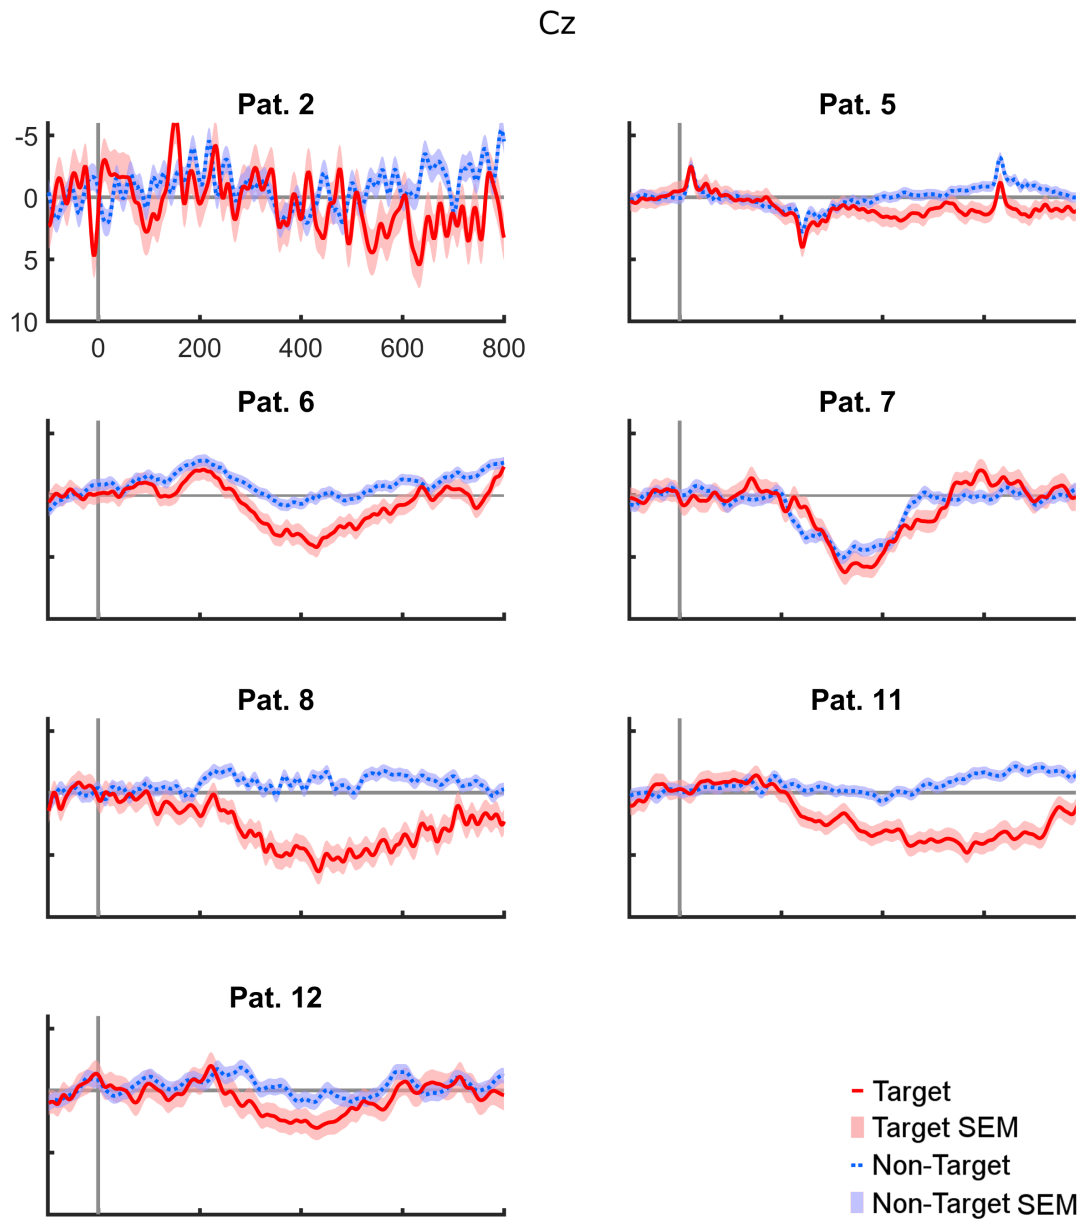 Cz
Pat. 2
Pat. 5
-5
0
5
10
0 200 400 600 800
Pat. 6
Pat. 7
Pat. 8
Pat. 11
Pat. 12
Target
Target SEM
Non-Target
Non-Target SEM